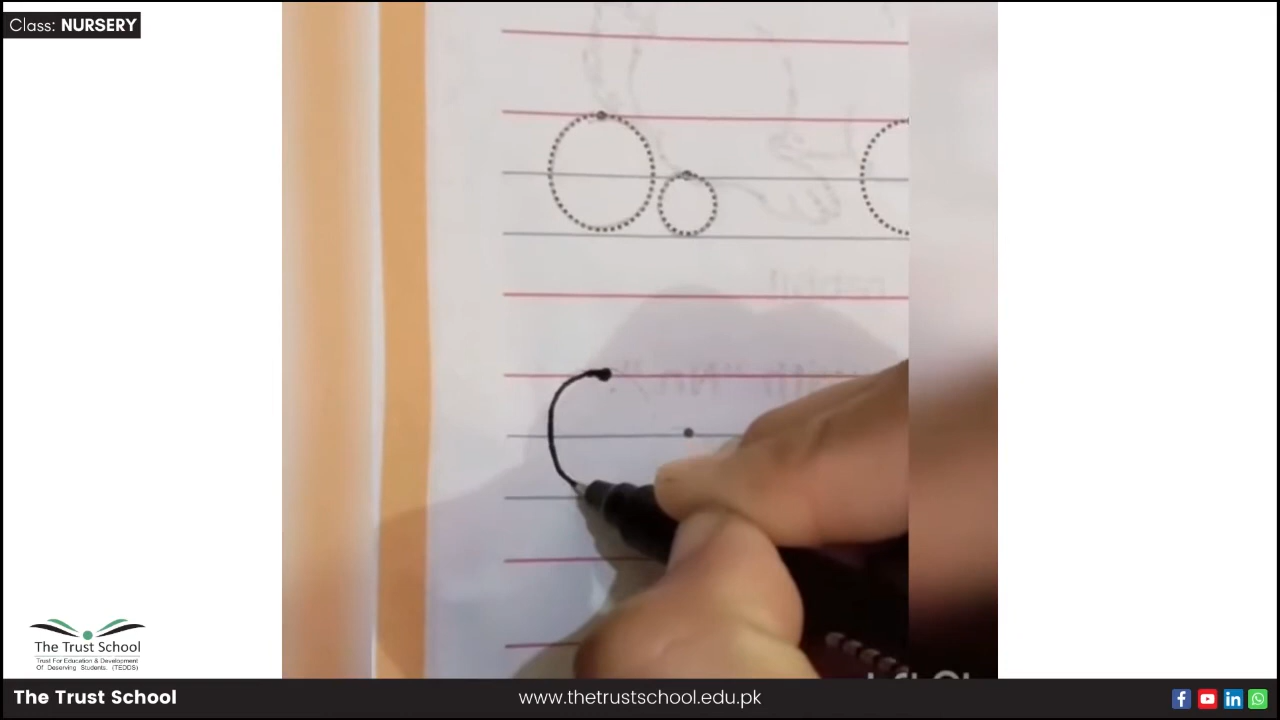 Class: NURSERY
The Trust School
Trust For Education & Development
Of Deserving Students. (TEDDS)
The Trust School
www.thetrustschool.edu.pk